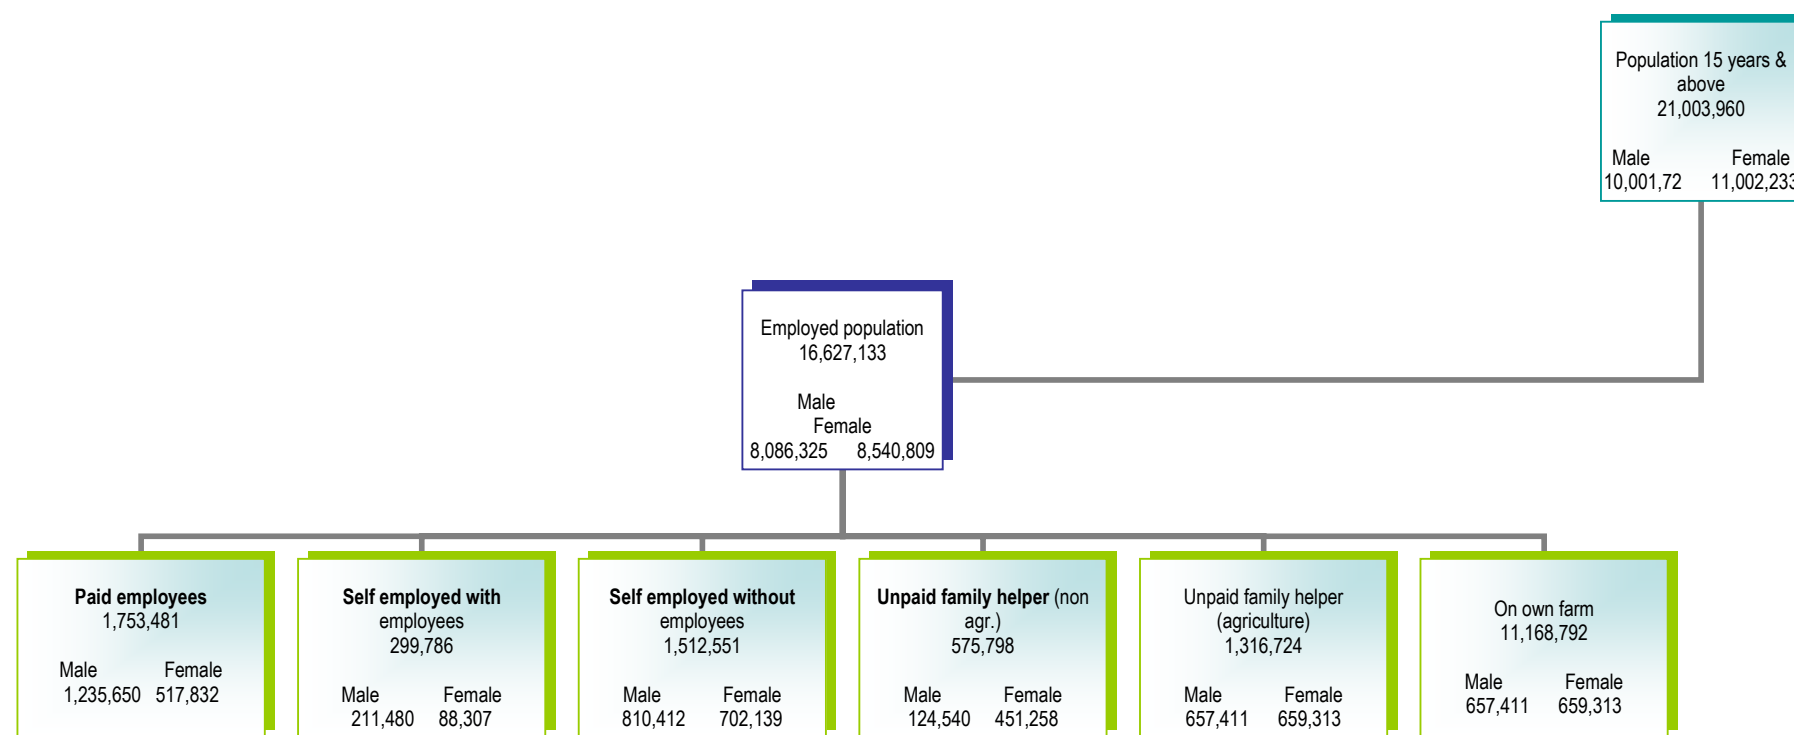 Population 15 years &
above
21,003,960
Male Female
10,001,72 11,002,233
Employed population
16,627,133
Male
Female
8,086,325 8,540,809
Paid employees
1,753,481
Male Female
1,235,650 517,832
Self employed with
employees
299,786
Male Female
211,480 88,307
Self employed without
employees
1,512,551
Male Female
810,412 702,139
Unpaid family helper (non
agr.)
575,798
Male Female
124,540 451,258
Unpaid family helper
(agriculture)
1,316,724
Male Female
657,411 659,313
On own farm
11,168,792
Male Female
657,411 659,313